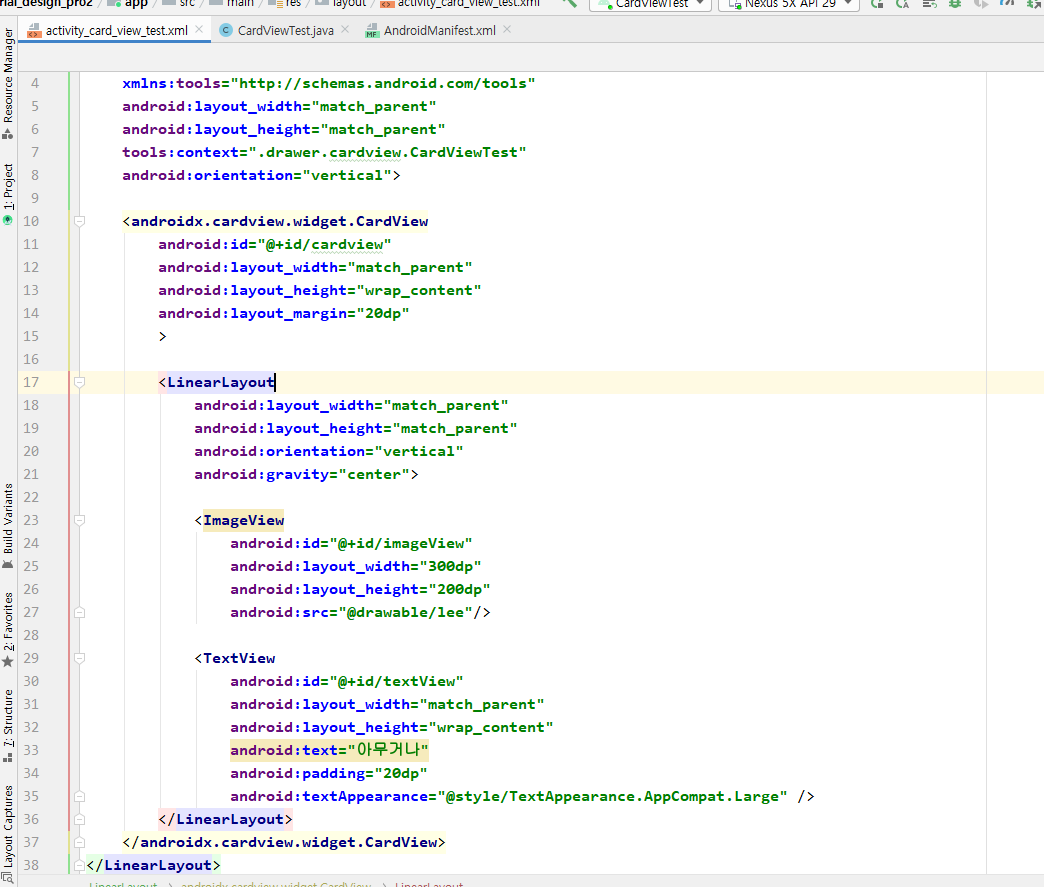 rial_design_pro2 / app / src / main / res / layout / activity_card_view_test.xml CardViewTest Nexus 5X API 29
activity_card_view_test.xml CardViewTest.java AndroidManifest.xml
Resource Manager
1: Project
Build Variants
2: Favorites
7: Structure
Layout Captures
4 xmlns:tools="http://schemas.android.com/tools"
5 android:layout_width="match_parent"
6 android:layout_height="match_parent"
7 tools:context=".drawer.cardview.CardViewTest"
8 android:orientation="vertical">
9
10 <androidx.cardview.widget.CardView
11 android:id="@+id/cardview"
12 android:layout_width="match_parent"
13 android:layout_height="wrap_content"
14 android:layout_margin="20dp"
15 >
16
17 <LinearLayout
18 android:layout_width="match_parent"
19 android:layout_height="match_parent"
20 android:orientation="vertical"
21 android:gravity="center">
22
23 <ImageView
24 android:id="@+id/imageView"
25 android:layout_width="300dp"
26 android:layout_height="200dp"
27 android:src="@drawable/lee"/>
28
29 <TextView
30 android:id="@+id/textView"
31 android:layout_width="match_parent"
32 android:layout_height="wrap_content"
33 android:text="아무거나"
34 android:padding="20dp"
35 android:textAppearance="@style/TextAppearance.AppCompat.Large" />
36 </LinearLayout>
37 </androidx.cardview.widget.CardView>
38 </LinearLayout>
LinearLayout > androidx.cardview.widget.CardView > LinearLayout